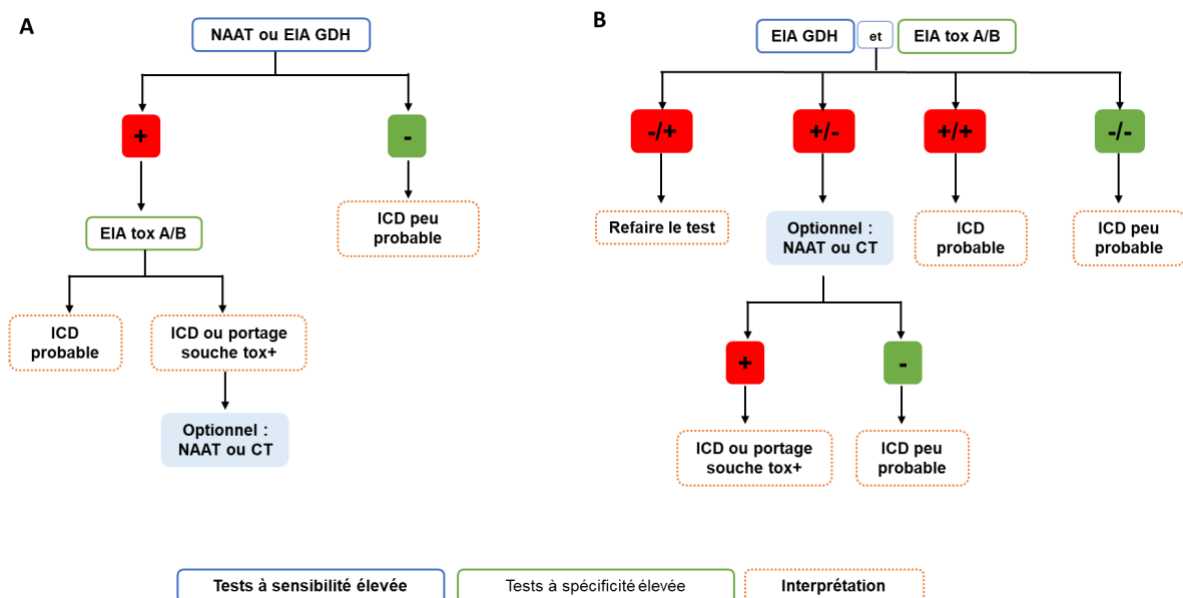 A
NAAT ou EIA GDH
+
-
EIA tox A/B
ICD peu
probable
ICD
probable
ICD ou portage
souche tox+
Optionnel :
NAAT ou CT
B
EIA GDH
et
EIA tox A/B
-/+
+/-
+/+
-/-
Refaire le test
Optionnel :
NAAT ou CT
ICD
probable
ICD peu
probable
+
-
ICD ou portage
souche tox+
ICD peu
probable
Tests à sensibilité élevée
Tests à spécificité élevée
Interprétation